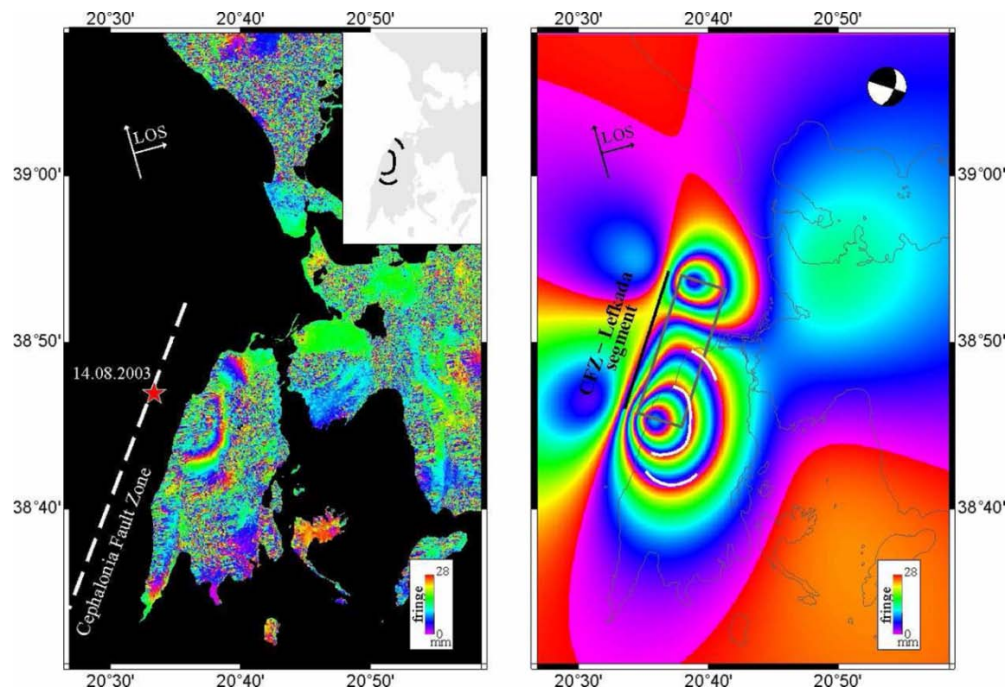 20°30' 20°40' 20°50'
20°30' 20°40' 20°50'
LOS
LOS
39°00'
39°00'
38°50'
38°50'
14.08.2003
CFZ – Lefkada
segment
38°40'
38°40'
Cephalonia Fault Zone
28
fringe
0
mm
28
fringe
0
mm
20°30' 20°40' 20°50'
20°30' 20°40' 20°50'